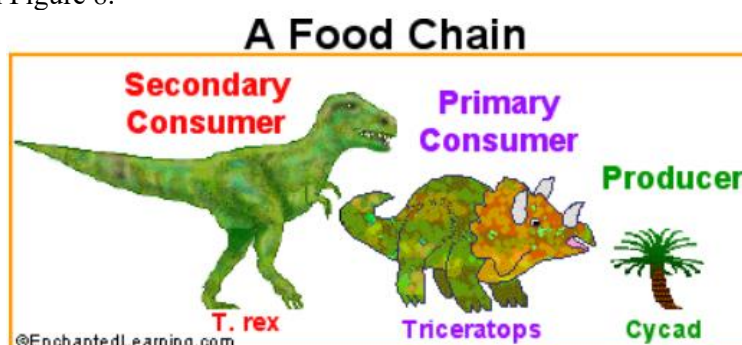 Figure 8.
A Food Chain
Secondary
Consumer
Primary
Consumer
Producer
T. rex
Triceratops
Cycad
©EnchantedLearning.com